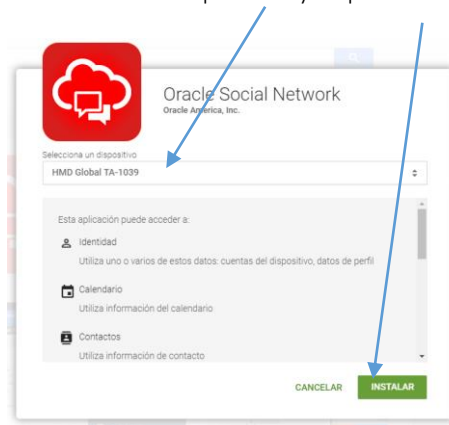 Oracle Social Network
Oracle America, Inc.
Selecciona un dispositivo
HMD Global TA-1039
Esta aplicación puede acceder a:
Identidad
Utiliza uno o varios de estos datos: cuentas del dispositivo, datos de perfil
Calendario
Utiliza información del calendario
Contactos
Utiliza información de contacto
CANCELAR INSTALAR